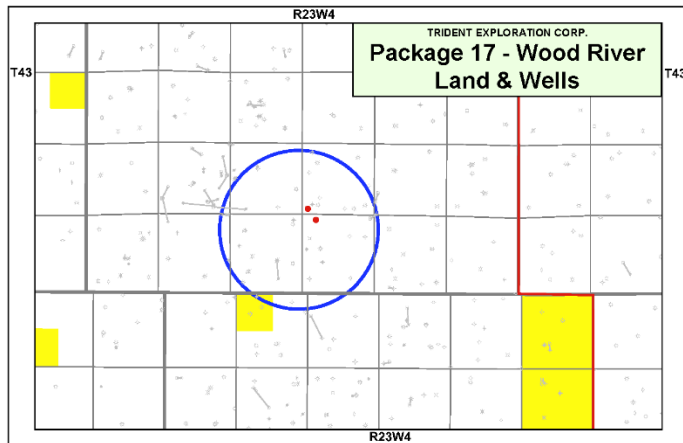 R23W4
TRIDENT EXPLORATION CORP.
Package 17 - Wood River
Land & Wells
T43
T43
R23W4